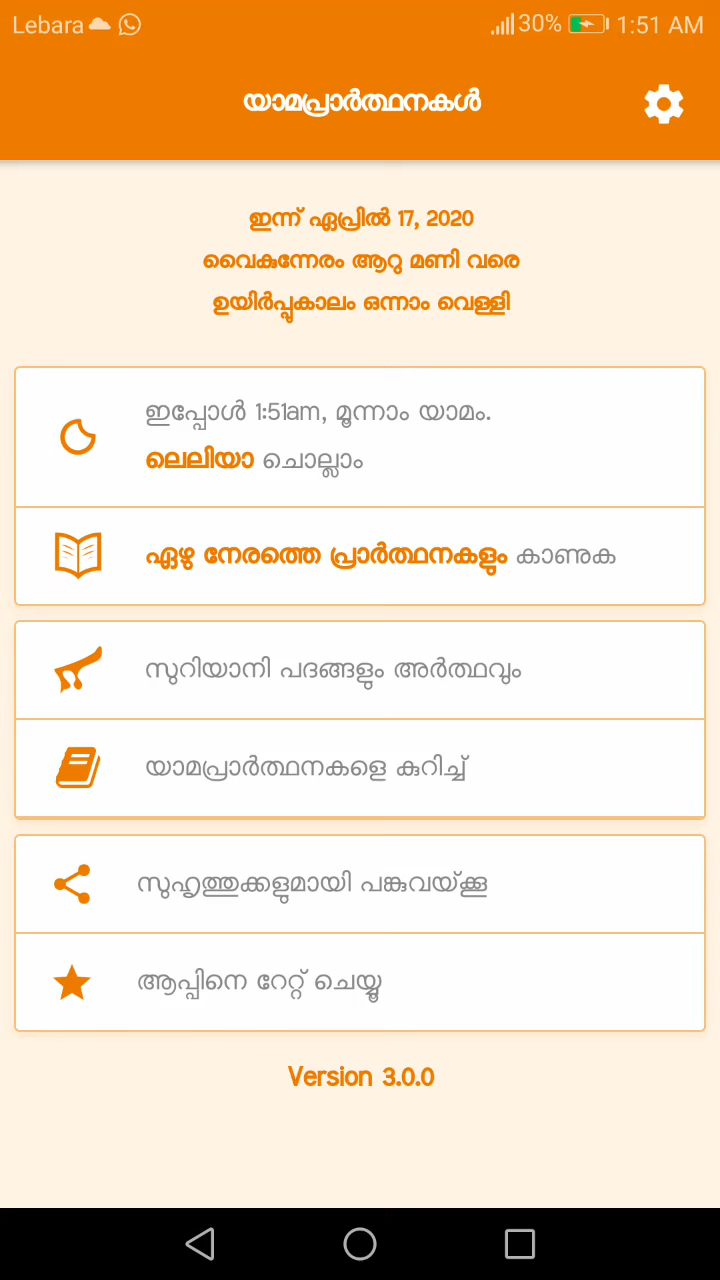 Lebara 30% 1:51 AM
യാമപ്രാർത്ഥനകൾ
ഇന്ന് ഏപ്രിൽ 17, 2020
വൈകുന്നേരം ആറു മണി വരെ
ഉയിർപ്പുകാലം ഒന്നാം വെള്ളി
ഇപ്പോൾ 1:51am, മൂന്നാം യാമം.
ലെലിയാ ചൊല്ലാം
ഏഴു നേരത്തെ പ്രാർത്ഥനകളും കാണുക
സുറിയാനി പദങ്ങളും അർത്ഥവും
യാമപ്രാർത്ഥനകളെ കുറിച്ച്
സുഹൃത്തുക്കളുമായി പങ്കുവയ്ക്കൂ
ആപ്പിനെ റേറ്റ് ചെയ്യൂ
Version 3.0.0